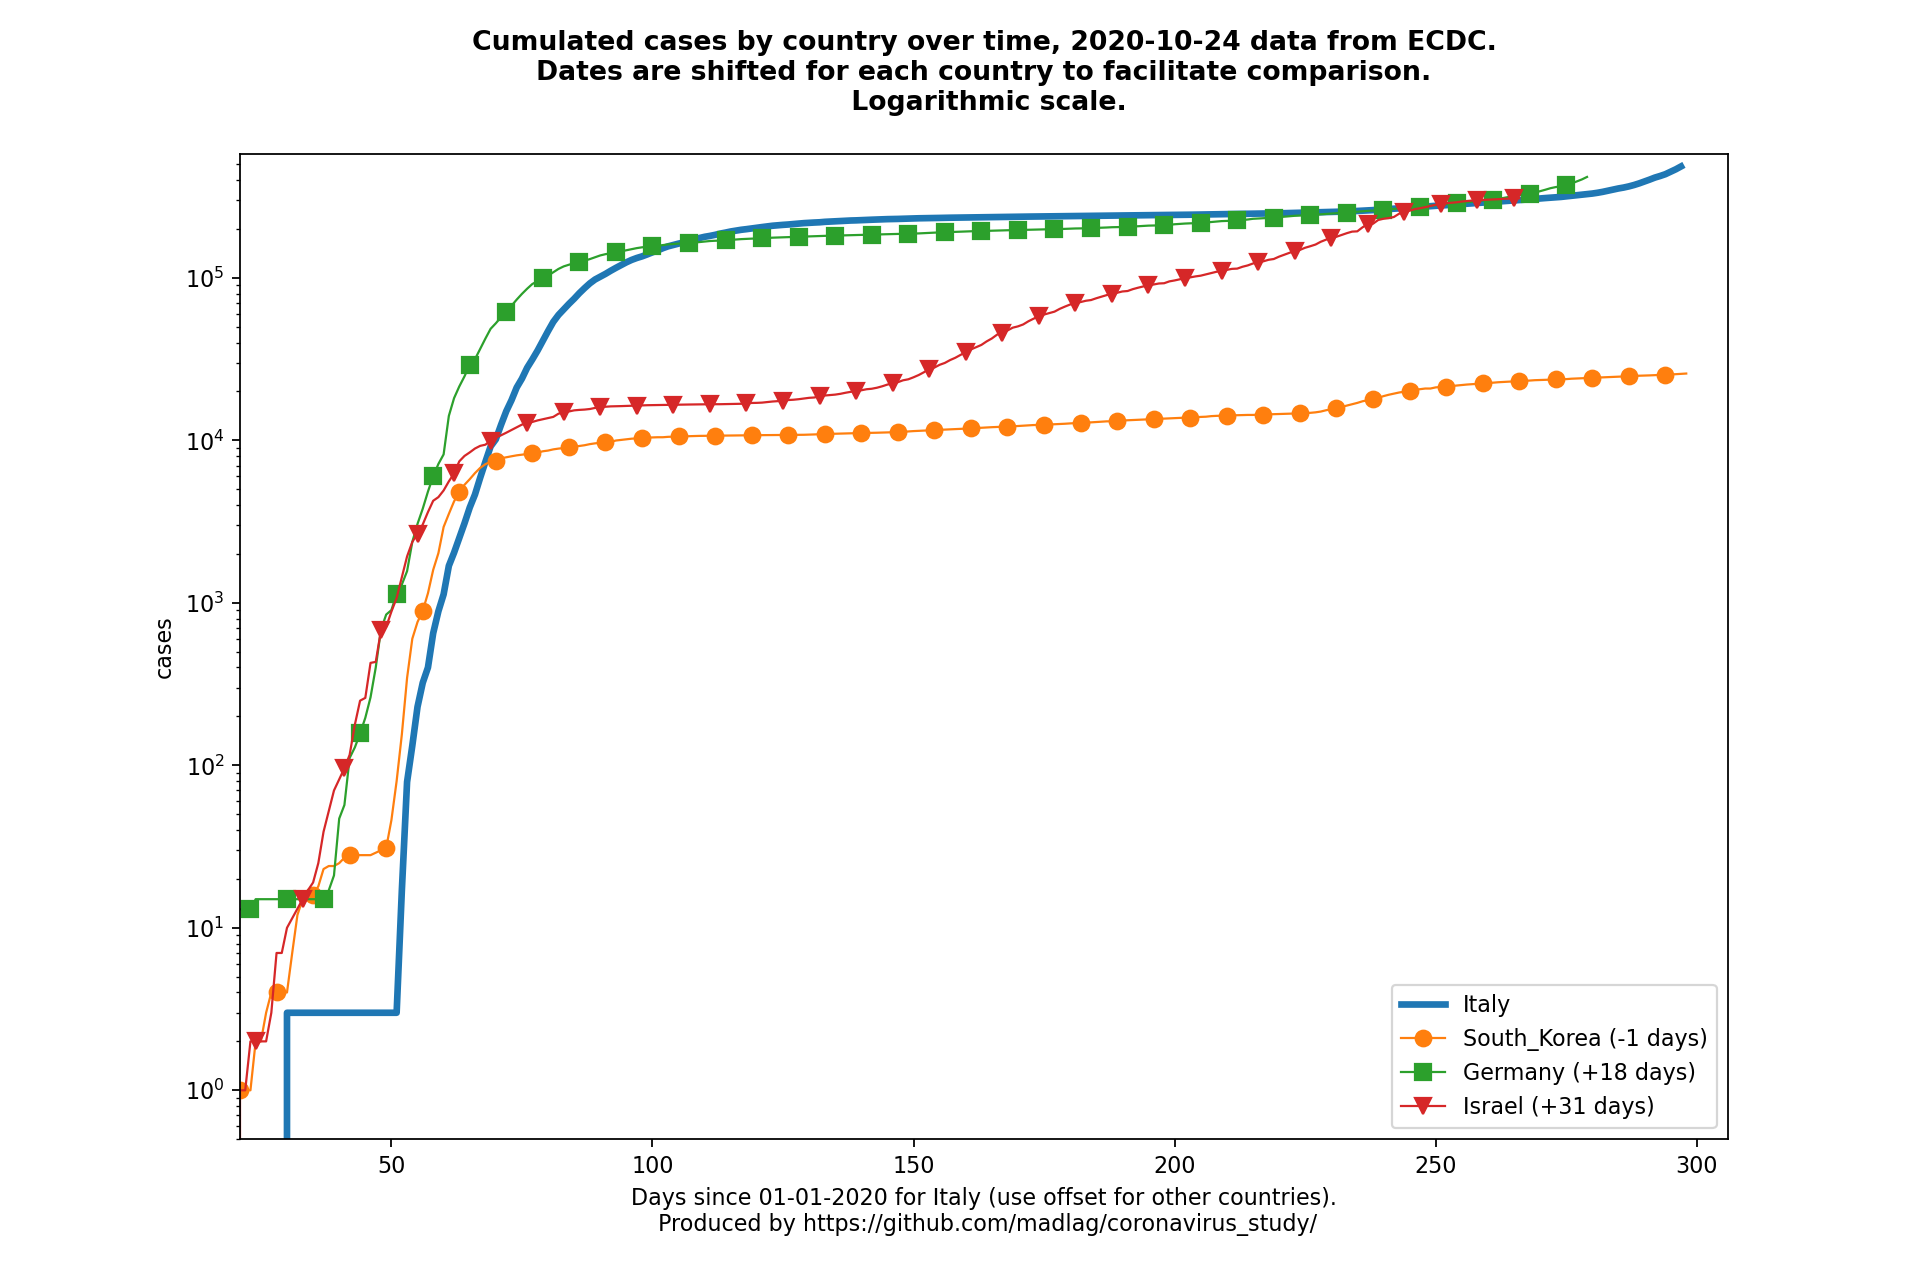 Cumulated cases by country over time, 2020-10-24 data from ECDC.
Dates are shifted for each country to facilitate comparison.
Logarithmic scale.
cases
10^5
10^4
10^3
10^2
10^1
10^0
50
100
150
200
250
300
Italy
South_Korea (-1 days)
Germany (+18 days)
Israel (+31 days)
Days since 01-01-2020 for Italy (use offset for other countries).
Produced by https://github.com/madlag/coronavirus_study/